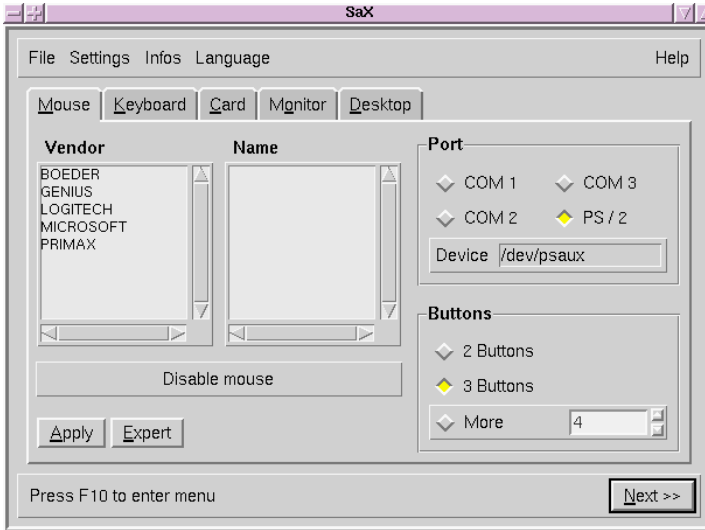 SaX
File Settings Infos Language Help
Mouse Keyboard Card Monitor Desktop
Vendor
BOEDER
GENIUS
LOGITECH
MICROSOFT
PRIMAX
Name
Disable mouse
Apply Expert
Port
COM 1 COM 3
COM 2 PS / 2
Device /dev/psaux
Buttons
2 Buttons
3 Buttons
More 4
Press F10 to enter menu
Next >>